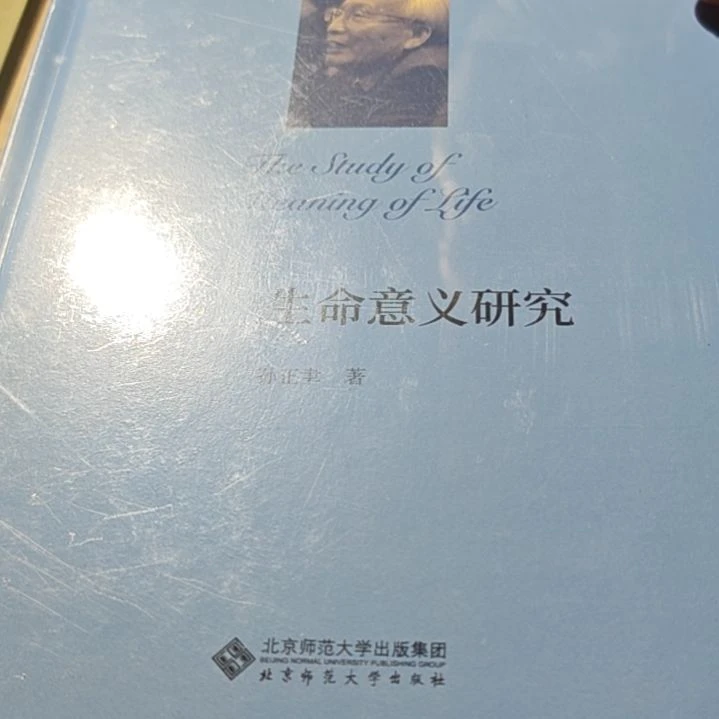 The Study of
Meaning of Life
生命意义研究
孙正聿 著
北京师范大学出版集团
BEIJING NORMAL UNIVERSITY PUBLISHING GROUP
北京师范大学出版社